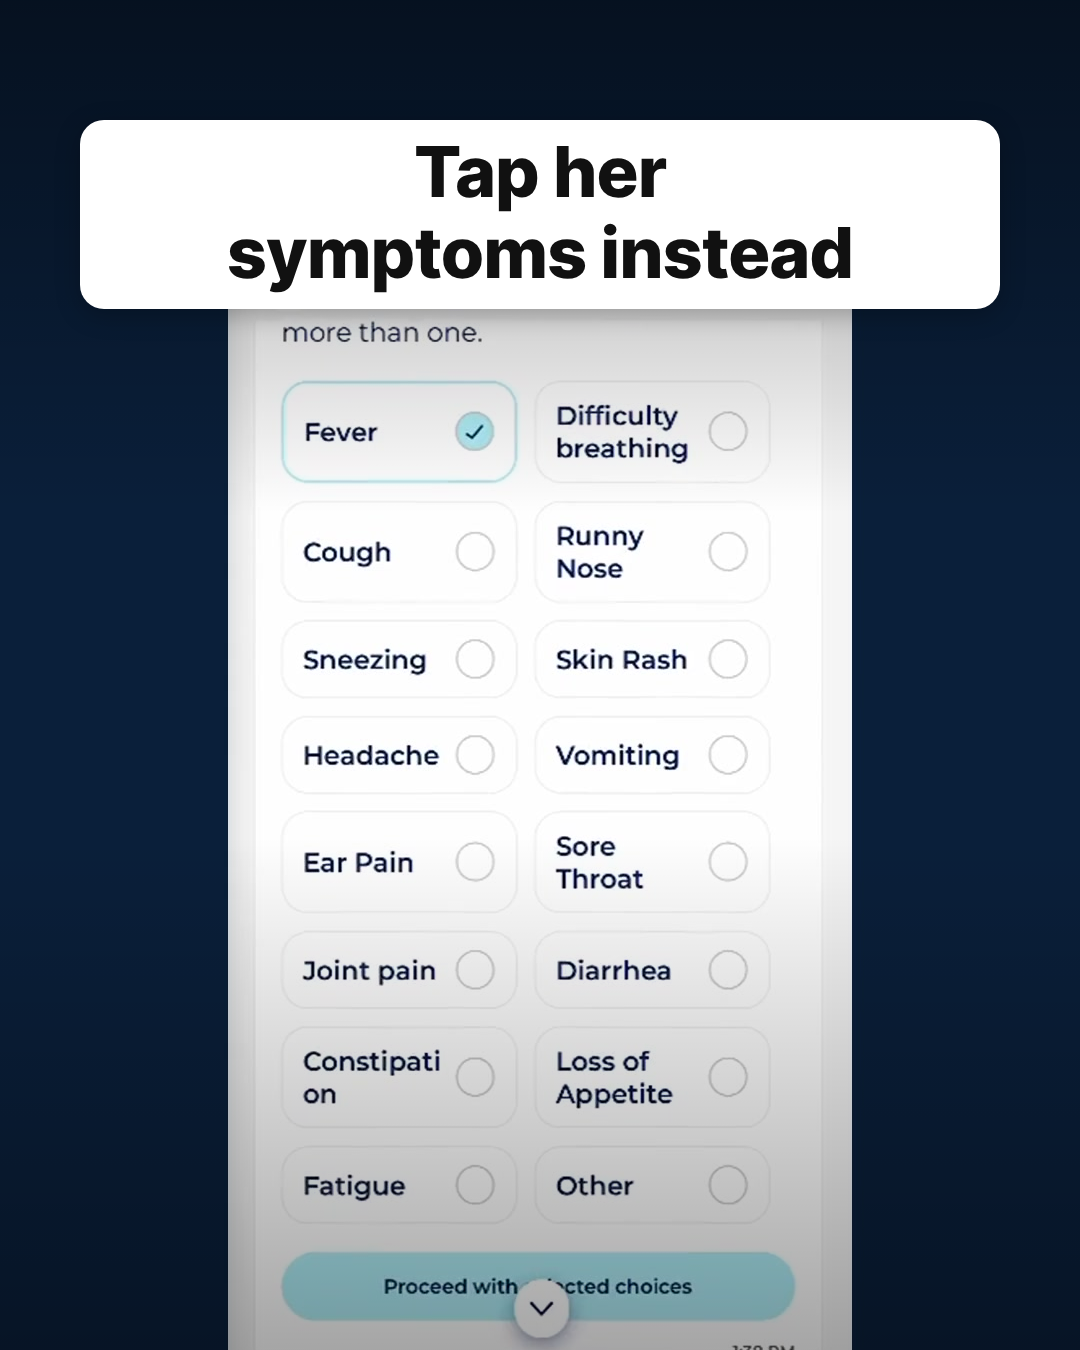 Tap her
symptoms instead
more than one.
Fever
Difficulty
breathing
Cough
Runny
Nose
Sneezing
Skin Rash
Headache
Vomiting
Ear Pain
Sore
Throat
Joint pain
Diarrhea
Constipati
on
Loss of
Appetite
Fatigue
Other
Proceed with choices